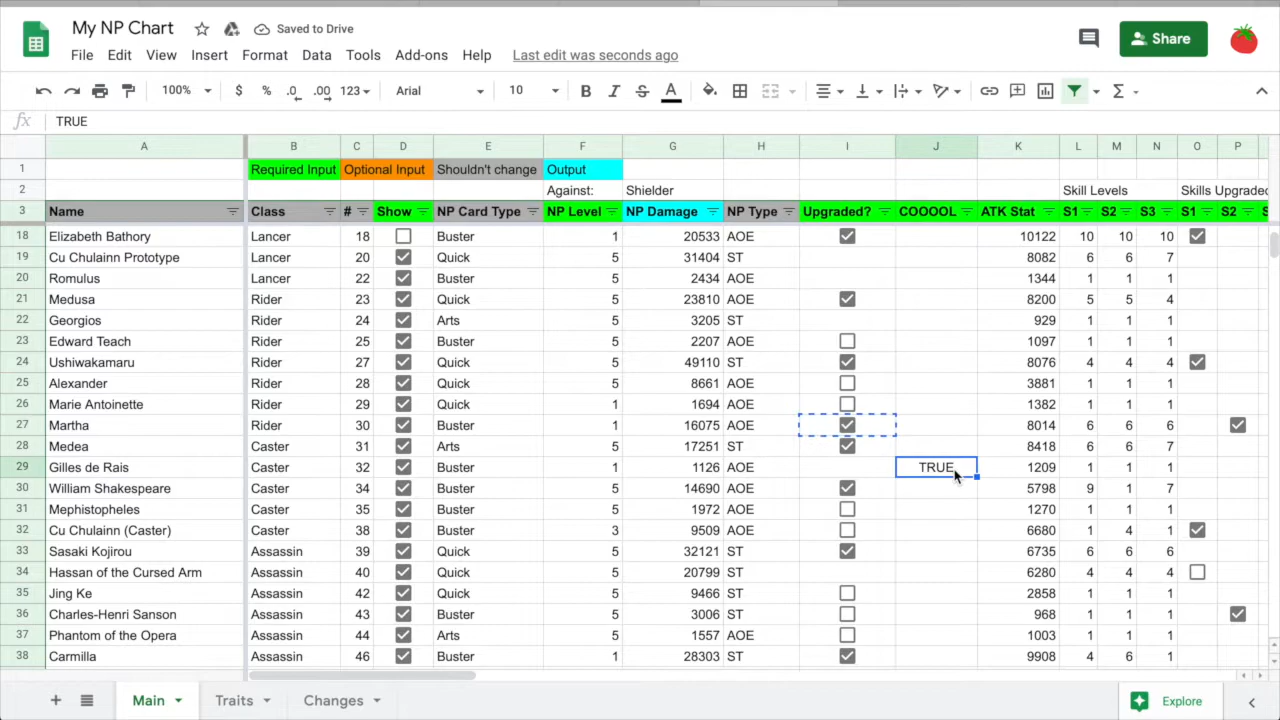 My NP Chart Saved to Drive
File Edit View Insert Format Data Tools Add-ons Help Last edit was seconds ago
Share
100% $ % .0 .00 123 Arial 10 B I S A Σ
fx TRUE
A B C D E F G H I J K L M N O P
1 Required Input Optional Input Shouldn't change Output
2 Against: Shielder Skill Levels Skills Upgraded
3 Name Class # Show NP Card Type NP Level NP Damage NP Type Upgraded? COOOOL ATK Stat S1 S2 S3 S1 S2
18 Elizabeth Bathory Lancer 18 Buster 1 20533 AOE 10122 10 10 10
19 Cu Chulainn Prototype Lancer 20 Quick 5 31404 ST 8082 6 6 7
20 Romulus Lancer 22 Buster 5 2434 AOE 1344 1 1 1
21 Medusa Rider 23 Quick 5 23810 AOE 8200 5 5 4
22 Georgios Rider 24 Arts 5 3205 ST 929 1 1 1
23 Edward Teach Rider 25 Buster 5 2207 AOE 1097 1 1 1
24 Ushiwakamaru Rider 27 Quick 5 49110 ST 8076 4 4 4
25 Alexander Rider 28 Quick 5 8661 AOE 3881 1 1 1
26 Marie Antoinette Rider 29 Quick 1 1694 AOE 1382 1 1 1
27 Martha Rider 30 Buster 1 16075 AOE 8014 6 6 6
28 Medea Caster 31 Arts 5 17251 ST 8418 6 6 7
29 Gilles de Rais Caster 32 Buster 1 1126 AOE TRUE 1209 1 1 1
30 William Shakespeare Caster 34 Buster 5 14690 AOE 5798 9 1 7
31 Mephistopheles Caster 35 Buster 5 1972 AOE 1270 1 1 1
32 Cu Chulainn (Caster) Caster 38 Buster 3 9509 AOE 6680 1 4 1
33 Sasaki Kojirou Assassin 39 Quick 5 32121 ST 6735 6 6 6
34 Hassan of the Cursed Arm Assassin 40 Quick 5 20799 ST 6280 4 4 4
35 Jing Ke Assassin 42 Quick 5 9466 ST 2858 1 1 1
36 Charles-Henri Sanson Assassin 43 Buster 5 3006 ST 968 1 1 1
37 Phantom of the Opera Assassin 44 Arts 5 1557 AOE 1003 1 1 1
38 Carmilla Assassin 46 Buster 1 28303 ST 9908 4 6 1
Main Traits Changes Explore